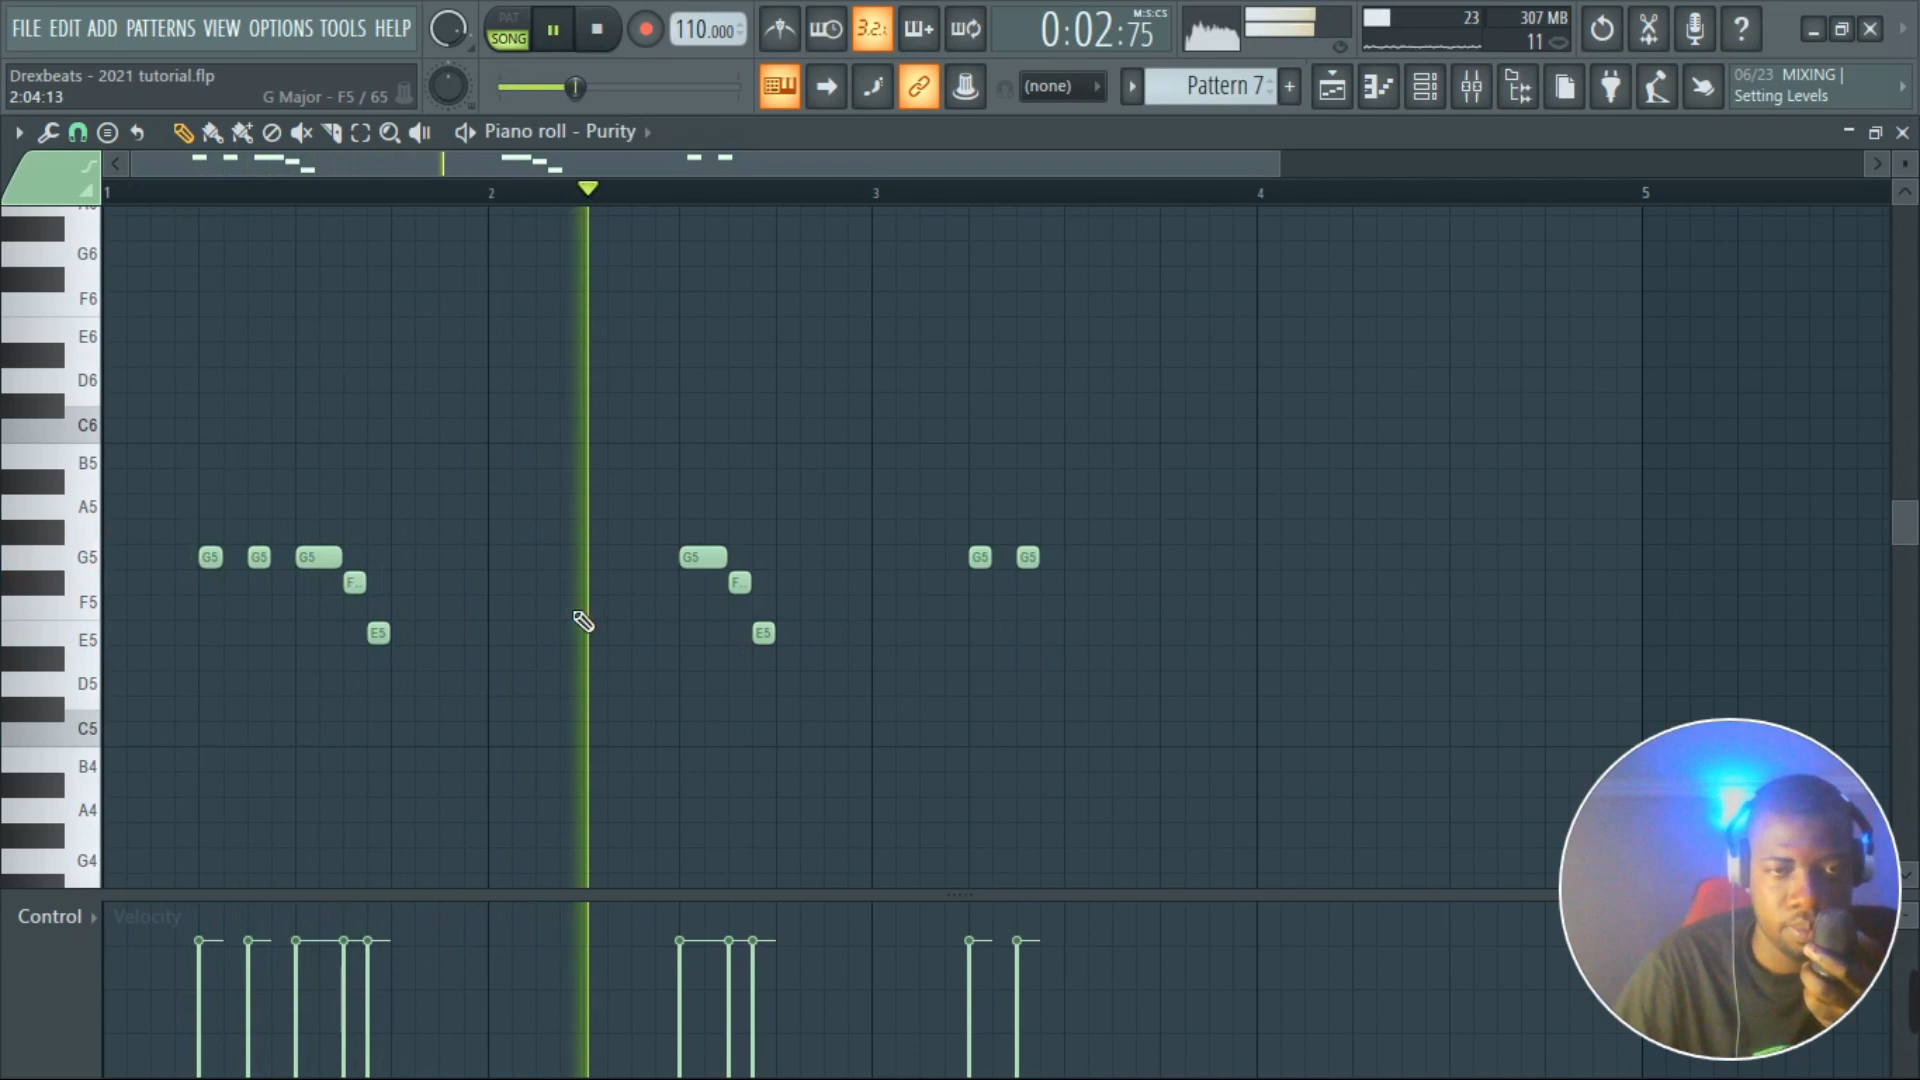 FILE EDIT ADD PATTERNS VIEW OPTIONS TOOLS HELP
PAT
SONG
110.000
3.2.
0:02:75
M:S:CS
23
307 MB
11
Drexbeats - 2021 tutorial.flp
2:04:13
G Major - F5 / 65
(none)
Pattern 7
06/23 MIXING |
Setting Levels
Piano roll - Purity
1
2
3
4
5
G6
F6
E6
D6
C6
B5
A5
G5
G5
G5
G5
G5
G5
G5
F..
F..
F5
E5
E5
E5
D5
C5
B4
A4
G4
Control
Velocity